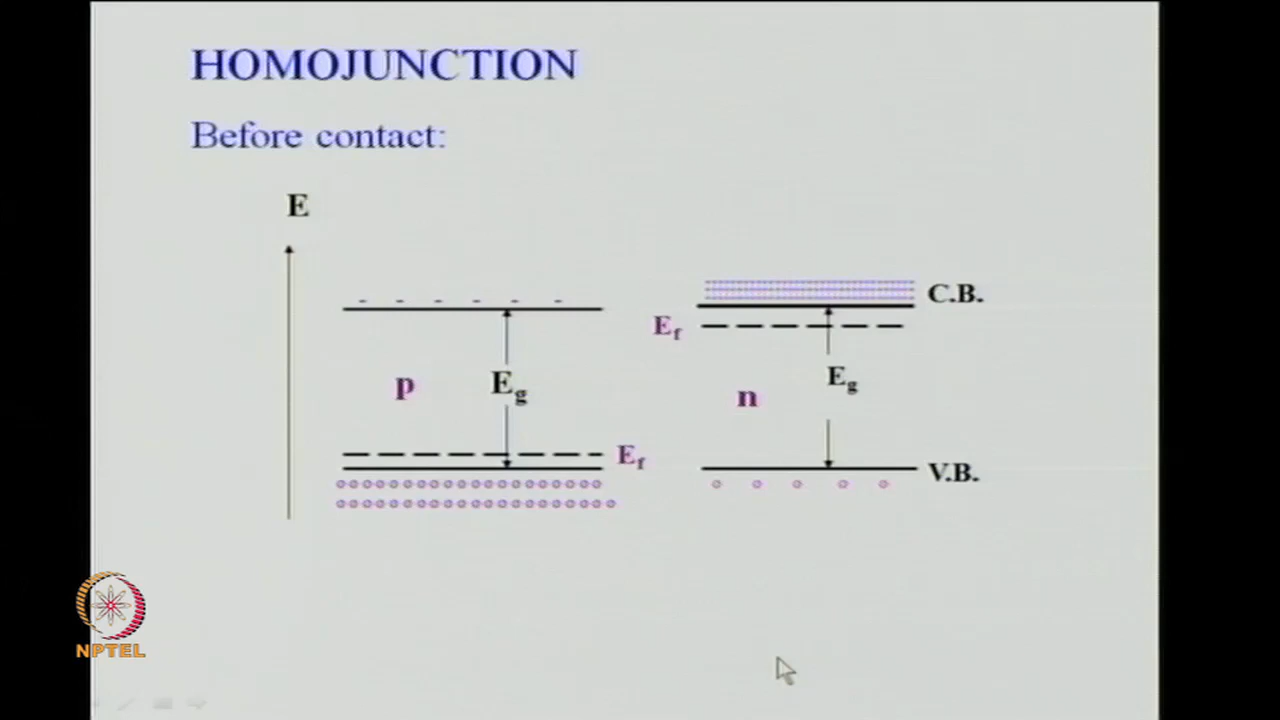 HOMOJUNCTION
Before contact:
E
C.B.
Ef
p
Eg
n
Eg
Ef
V.B.
NPTEL